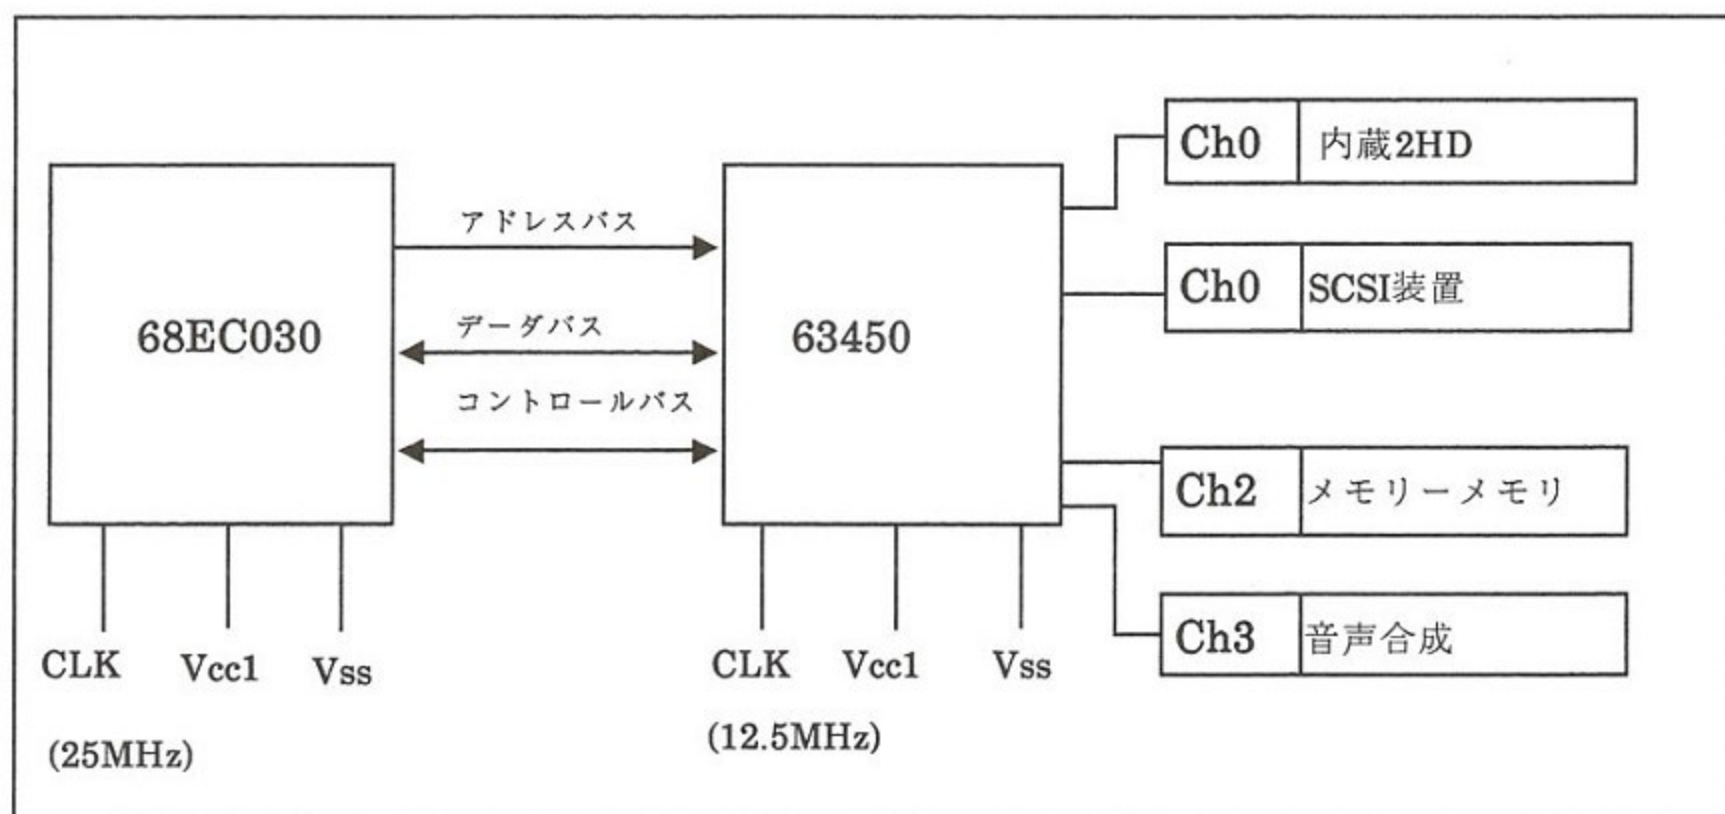 68EC030
アドレスバス
データバス
コントロールバス
63450
Ch0 内蔵2HD
Ch0 SCSI装置
Ch2 メモリーメモリ
Ch3 音声合成
CLK Vcc1 Vss
(25MHz)
CLK Vcc1 Vss
(12.5MHz)